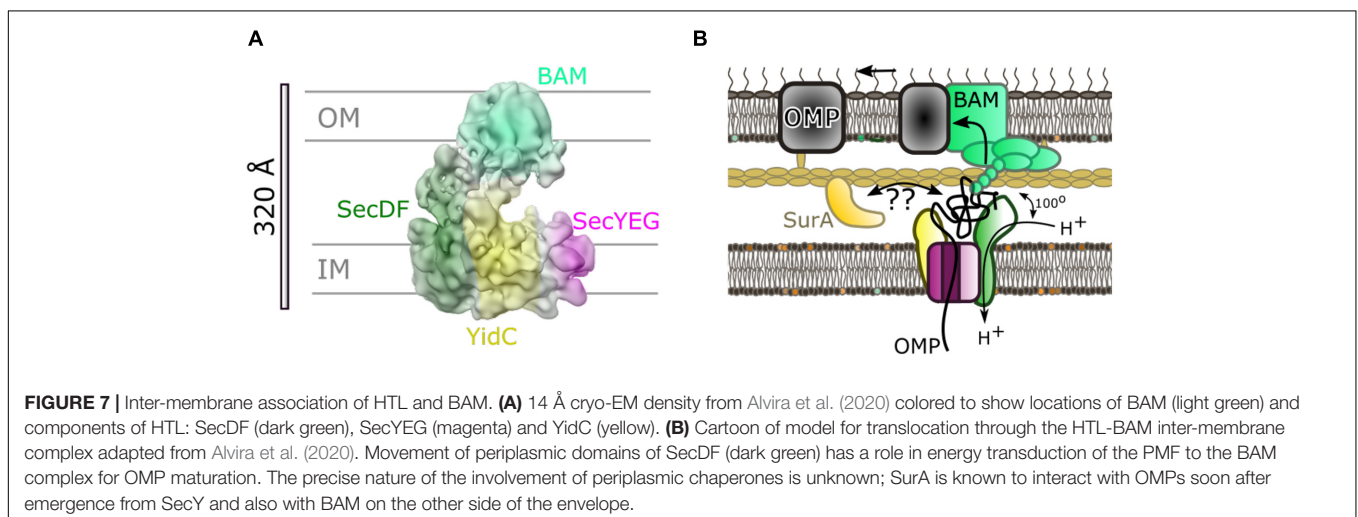 A
BAM
OM
320 Å
SecDF
SecYEG
IM
YidC
B
OMP
BAM
??
SurA
100o
H+
OMP
H+
FIGURE 7 | Inter-membrane association of HTL and BAM. (A) 14 Å cryo-EM density from Alvira et al. (2020) colored to show locations of BAM (light green) and
components of HTL: SecDF (dark green), SecYEG (magenta) and YidC (yellow). (B) Cartoon of model for translocation through the HTL-BAM inter-membrane
complex adapted from Alvira et al. (2020). Movement of periplasmic domains of SecDF (dark green) has a role in energy transduction of the PMF to the BAM
complex for OMP maturation. The precise nature of the involvement of periplasmic chaperones is unknown; SurA is known to interact with OMPs soon after
emergence from SecY and also with BAM on the other side of the envelope.